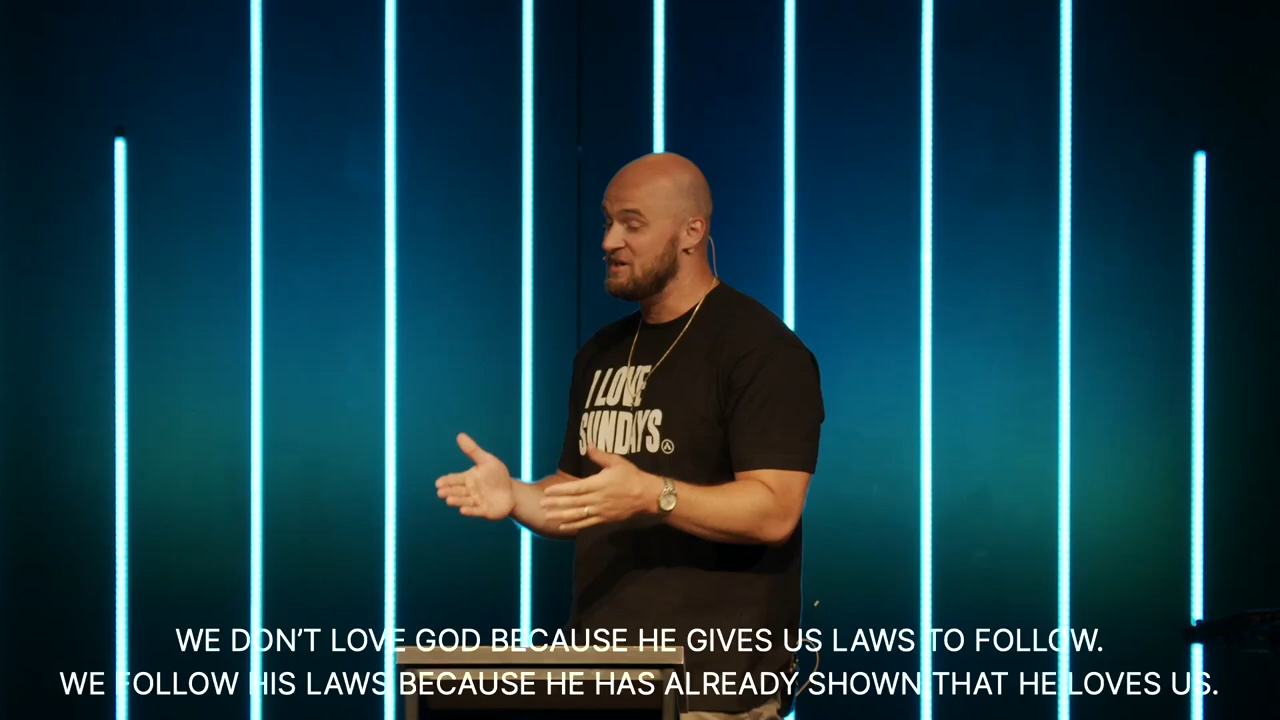 I LOVE
SUNDAYS
WE DON’T LOVE GOD BECAUSE HE GIVES US LAWS TO FOLLOW.
WE FOLLOW HIS LAWS BECAUSE HE HAS ALREADY SHOWN THAT HE LOVES US.